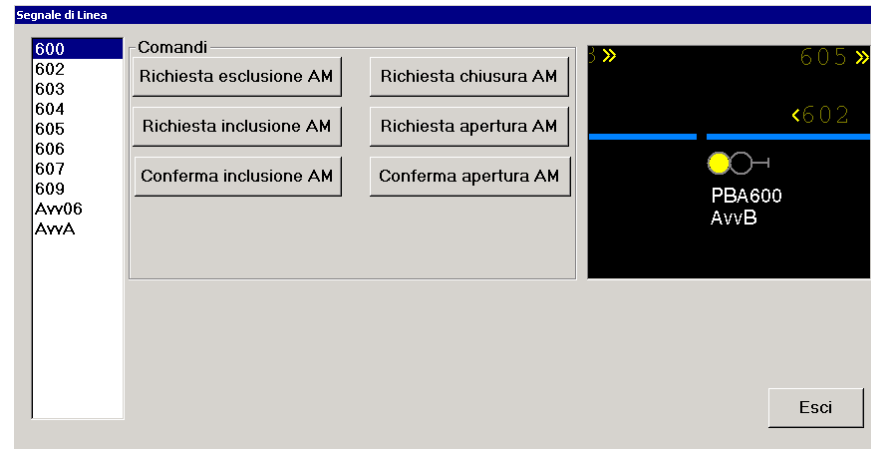 Segnale di Linea
600
602
603
604
605
606
607
609
Avv06
AvvA
Comandi
Richiesta esclusione AM
Richiesta chiusura AM
Richiesta inclusione AM
Richiesta apertura AM
Conferma inclusione AM
Conferma apertura AM
605 »
<602
PBA600
AvvB
Esci